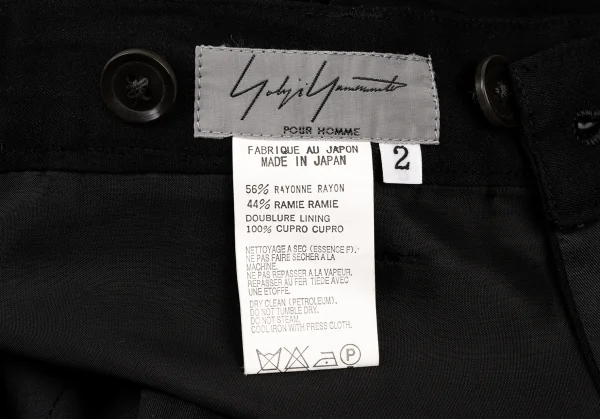 Yohji Yamamoto
POUR HOMME
FABRIQUE AU JAPON
MADE IN JAPAN
2
56% RAYONNE RAYON
44% RAMIE RAMIE
DOUBLURE LINING
100% CUPRO CUPRO
NETTOYAGE A SEC (ESSENCE F).
NE PAS FAIRE SECHER A LA
MACHINE.
NE PAS REPASSER A LA VAPEUR.
REPASSER AU FER TIEDE AVEC
UNE ETOFFE.
DRY CLEAN (PETROLEUM).
DO NOT TUMBLE DRY.
DO NOT STEAM.
COOL IRON WITH PRESS CLOTH.
P